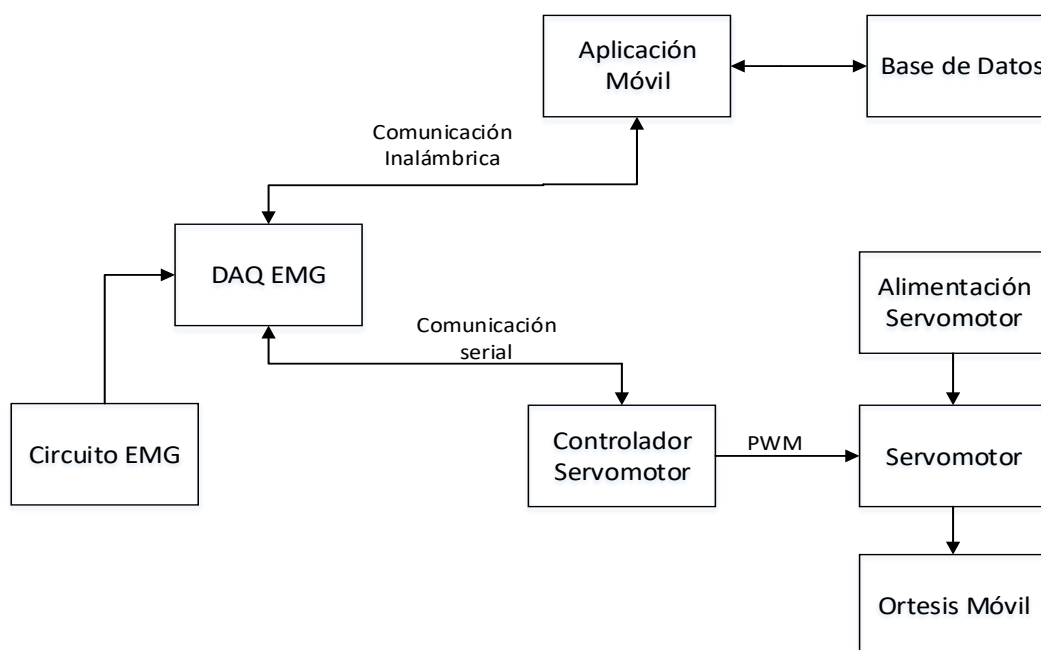 Aplicación
Móvil
Base de Datos
Comunicación
Inalámbrica
DAQ EMG
Alimentación
Servomotor
Comunicación
serial
Circuito EMG
Controlador
Servomotor
PWM
Servomotor
Ortesis Móvil